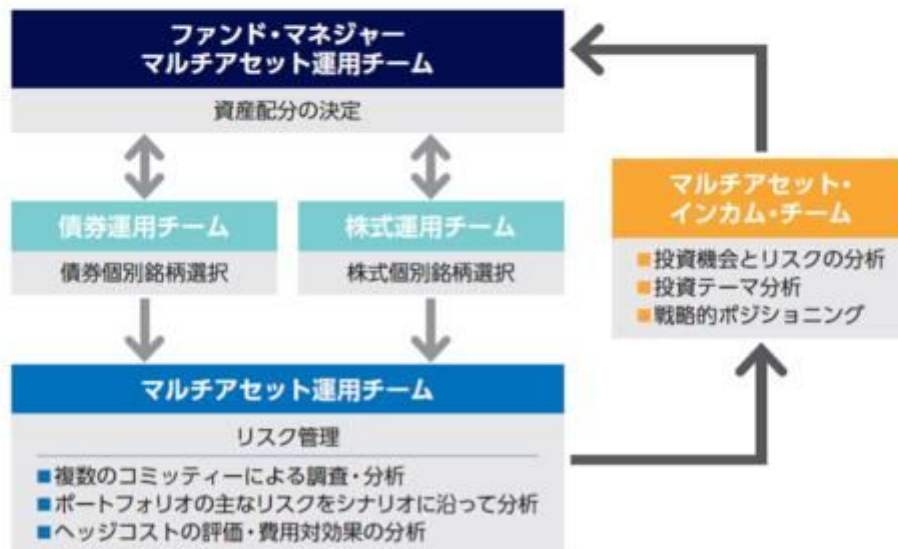 ファンド・マネジャー
マルチアセット運用チーム
資産配分の決定
債券運用チーム
債券個別銘柄選択
株式運用チーム
株式個別銘柄選択
マルチアセット・
インカム・チーム
■投資機会とリスクの分析
■投資テーマ分析
■戦略的ポジショニング
マルチアセット運用チーム
リスク管理
■複数のコミッティーによる調査・分析
■ポートフォリオの主なリスクをシナリオに沿って分析
■ヘッジコストの評価・費用対効果の分析